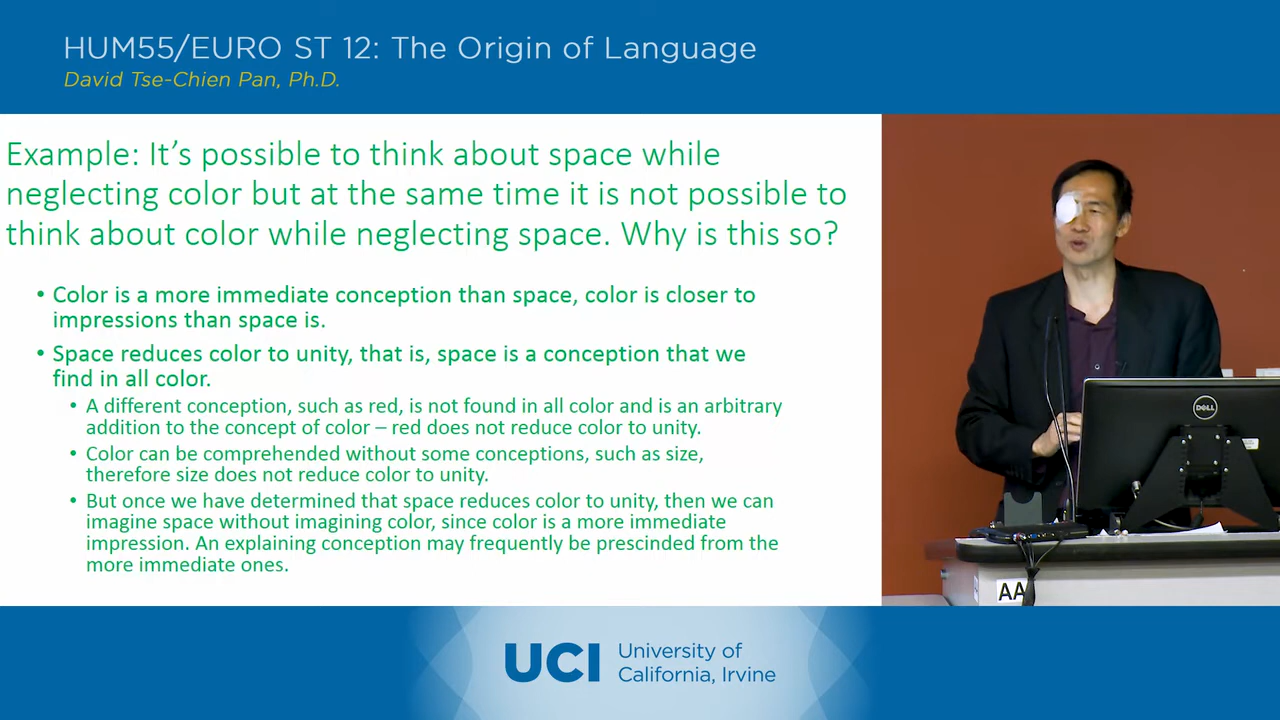 HUM55/EURO ST 12: The Origin of Language
David Tse-Chien Pan, Ph.D.
Example: It's possible to think about space while
neglecting color but at the same time it is not possible to
think about color while neglecting space. Why is this so?
• Color is a more immediate conception than space, color is closer to
impressions than space is.
• Space reduces color to unity, that is, space is a conception that we
find in all color.
• A different conception, such as red, is not found in all color and is an arbitrary
addition to the concept of color – red does not reduce color to unity.
• Color can be comprehended without some conceptions, such as size,
therefore size does not reduce color to unity.
• But once we have determined that space reduces color to unity, then we can
imagine space without imagining color, since color is a more immediate
impression. An explaining conception may frequently be prescinded from the
more immediate ones.
DELL
AA
UCI University of
California, Irvine